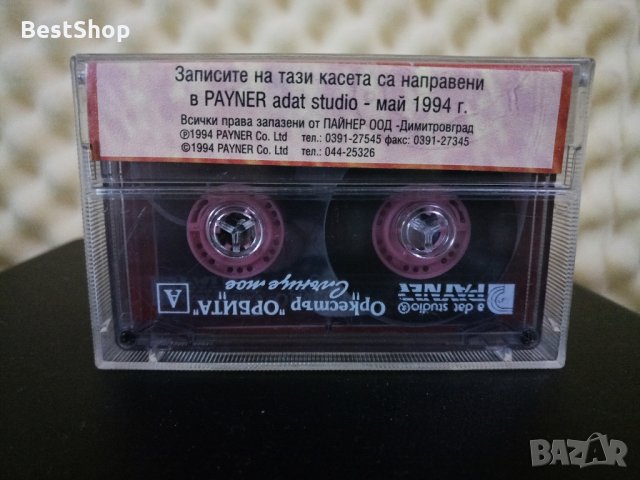 BestShop
Записите на тази касета са направени
в PAYNER adat studio - май 1994 г.
Всички права запазени от ПАЙНЕР ООД -Димитровград
℗1994 PAYNER Co. Ltd тел.: 0391-27545 факс: 0391-27345
©1994 PAYNER Co. Ltd тел.: 044-25326
PAYNER
a dat studio®
Оркестър "ОРБИТА"
Слънце мое
A
BAZAR